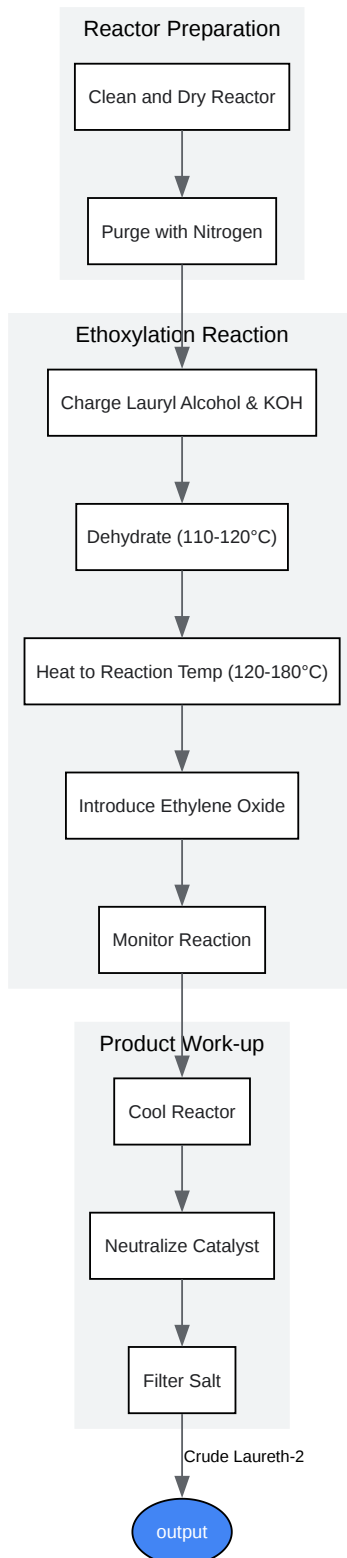 Reactor Preparation
Clean and Dry Reactor
Purge with Nitrogen
Ethoxylation Reaction
Charge Lauryl Alcohol & KOH
Dehydrate (110-120°C)
Heat to Reaction Temp (120-180°C)
Introduce Ethylene Oxide
Monitor Reaction
Product Work-up
Cool Reactor
Neutralize Catalyst
Filter Salt
Crude Laureth-2
output